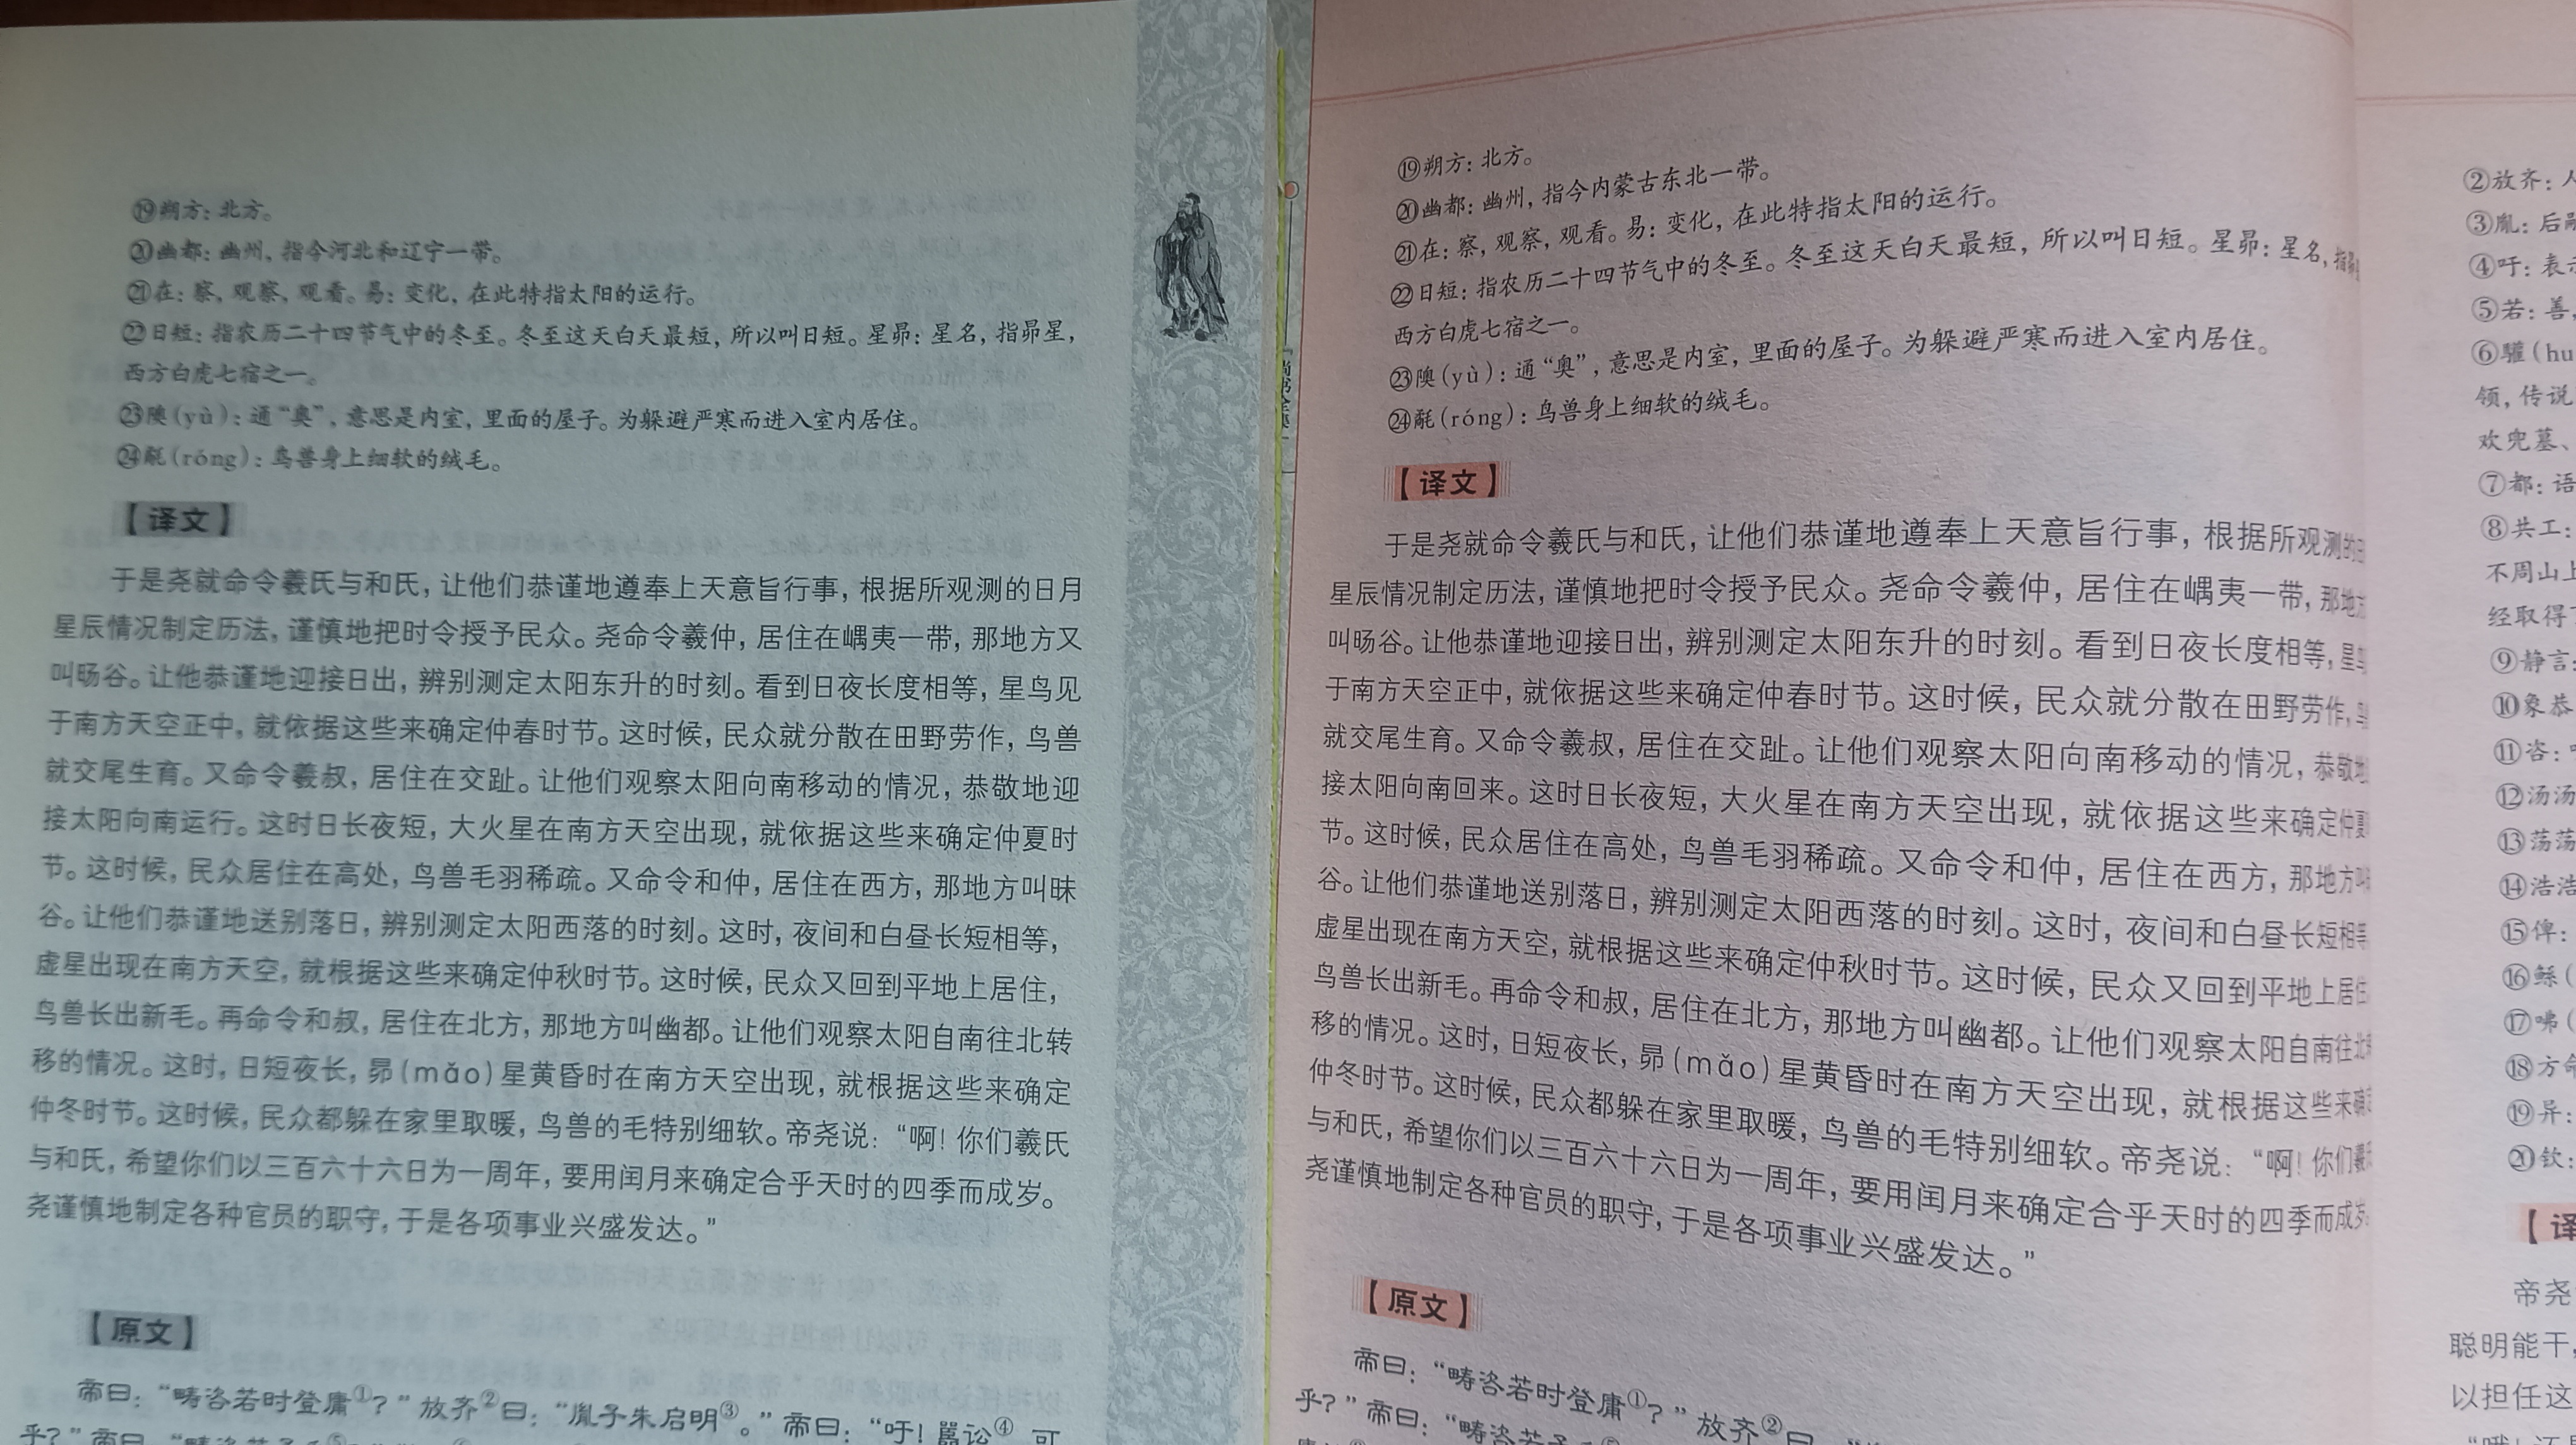 ⑲朔方：北方。
⑳幽都：幽州，指今河北和辽宁一带。
㉑在：察，观察，观看。易：变化，在此特指太阳的运行。
㉒日短：指农历二十四节气中的冬至。冬至这天白天最短，所以叫日短。星昴：星名，指昴星，
西方白虎七宿之一。
㉓隩(yù)：通“奥”，意思是内室，里面的屋子。为躲避严寒而进入室内居住。
㉔氄(róng)：鸟兽身上细软的绒毛。
【译文】
于是尧就命令羲氏与和氏，让他们恭谨地遵奉上天意旨行事，根据所观测的日月
星辰情况制定历法，谨慎地把时令授予民众。尧命令羲仲，居住在嵎夷一带，那地方又
叫旸谷。让他恭谨地迎接日出，辨别测定太阳东升的时刻。看到日夜长度相等，星鸟见
于南方天空正中，就依据这些来确定仲春时节。这时候，民众就分散在田野劳作，鸟兽
就交尾生育。又命令羲叔，居住在交趾。让他们观察太阳向南移动的情况，恭敬地迎
接太阳向南运行。这时日长夜短，大火星在南方天空出现，就依据这些来确定仲夏时
节。这时候，民众居住在高处，鸟兽毛羽稀疏。又命令和仲，居住在西方，那地方叫昧
谷。让他们恭谨地送别落日，辨别测定太阳西落的时刻。这时，夜间和白昼长短相等，
虚星出现在南方天空，就根据这些来确定仲秋时节。这时候，民众又回到平地上居住，
鸟兽长出新毛。再命令和叔，居住在北方，那地方叫幽都。让他们观察太阳自南往北转
移的情况。这时，日短夜长，昴(mǎo)星黄昏时在南方天空出现，就根据这些来确定
仲冬时节。这时候，民众都躲在家里取暖，鸟兽的毛特别细软。帝尧说：“啊！你们羲氏
与和氏，希望你们以三百六十六日为一周年，要用闰月来确定合乎天时的四季而成岁。
尧谨慎地制定各种官员的职守，于是各项事业兴盛发达。”
【原文】
帝曰：“畴咨若时登庸①？”放齐②曰：“胤子朱启明③。”帝曰：“吁！嚚讼④可
乎？”帝曰：
⑲朔方：北方。
⑳幽都：幽州，指今内蒙古东北一带。
㉑在：察，观察，观看。易：变化，在此特指太阳的运行。
㉒日短：指农历二十四节气中的冬至。冬至这天白天最短，所以叫日短。星昴：星名，指
西方白虎七宿之一。
㉓隩(yù)：通“奥”，意思是内室，里面的屋子。为躲避严寒而进入室内居住。
㉔氄(róng)：鸟兽身上细软的绒毛。
【译文】
于是尧就命令羲氏与和氏，让他们恭谨地遵奉上天意旨行事，根据所观测的
星辰情况制定历法，谨慎地把时令授予民众。尧命令羲仲，居住在嵎夷一带，那地方
叫旸谷。让他恭谨地迎接日出，辨别测定太阳东升的时刻。看到日夜长度相等，星
于南方天空正中，就依据这些来确定仲春时节。这时候，民众就分散在田野劳作，
就交尾生育。又命令羲叔，居住在交趾。让他们观察太阳向南移动的情况，恭敬地
接太阳向南回来。这时日长夜短，大火星在南方天空出现，就依据这些来确定仲夏
节。这时候，民众居住在高处，鸟兽毛羽稀疏。又命令和仲，居住在西方，那地方叫
谷。让他们恭谨地送别落日，辨别测定太阳西落的时刻。这时，夜间和白昼长短相等
虚星出现在南方天空，就根据这些来确定仲秋时节。这时候，民众又回到平地上居住
鸟兽长出新毛。再命令和叔，居住在北方，那地方叫幽都。让他们观察太阳自南往北
移的情况。这时，日短夜长，昴(mǎo)星黄昏时在南方天空出现，就根据这些来确
仲冬时节。这时候，民众都躲在家里取暖，鸟兽的毛特别细软。帝尧说：“啊！你们羲
与和氏，希望你们以三百六十六日为一周年，要用闰月来确定合乎天时的四季而成岁。
尧谨慎地制定各种官员的职守，于是各项事业兴盛发达。”
【原文】
帝曰：“畴咨若时登庸①？”放齐②曰：
乎？”帝曰：
②放齐：人
③胤：后嗣
④吁：表示
⑤若：善，
⑥驩(hu
领，传说
欢兜墓、
⑦都：语
⑧共工：
不周山上
经取得
⑨静言：
⑩象恭
⑪咨：
⑫汤汤
⑬荡荡
⑭浩浩
⑮俾：
⑯鲧(
⑰咈(
⑱方命
⑲异：
⑳钦：
【译
帝尧
聪明能干，
以担任这